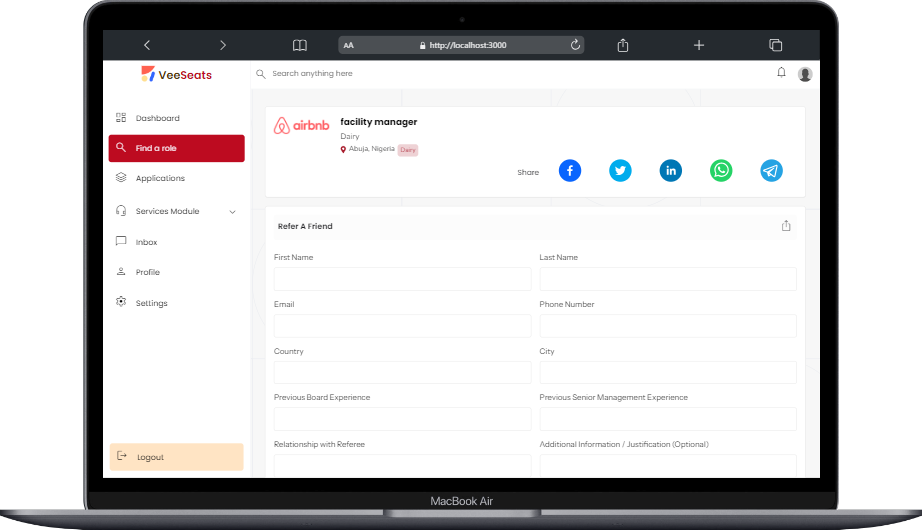 AA http://localhost:3000
VeeSeats
Search anything here
Dashboard
Find a role
Applications
Services Module
Inbox
Profile
Settings
Logout
airbnb
facility manager
Dairy
Abuja, Nigeria Dairy
Share
Refer A Friend
First Name Last Name
Email Phone Number
Country City
Previous Board Experience Previous Senior Management Experience
Relationship with Referee Additional Information / Justification (Optional)
MacBook Air